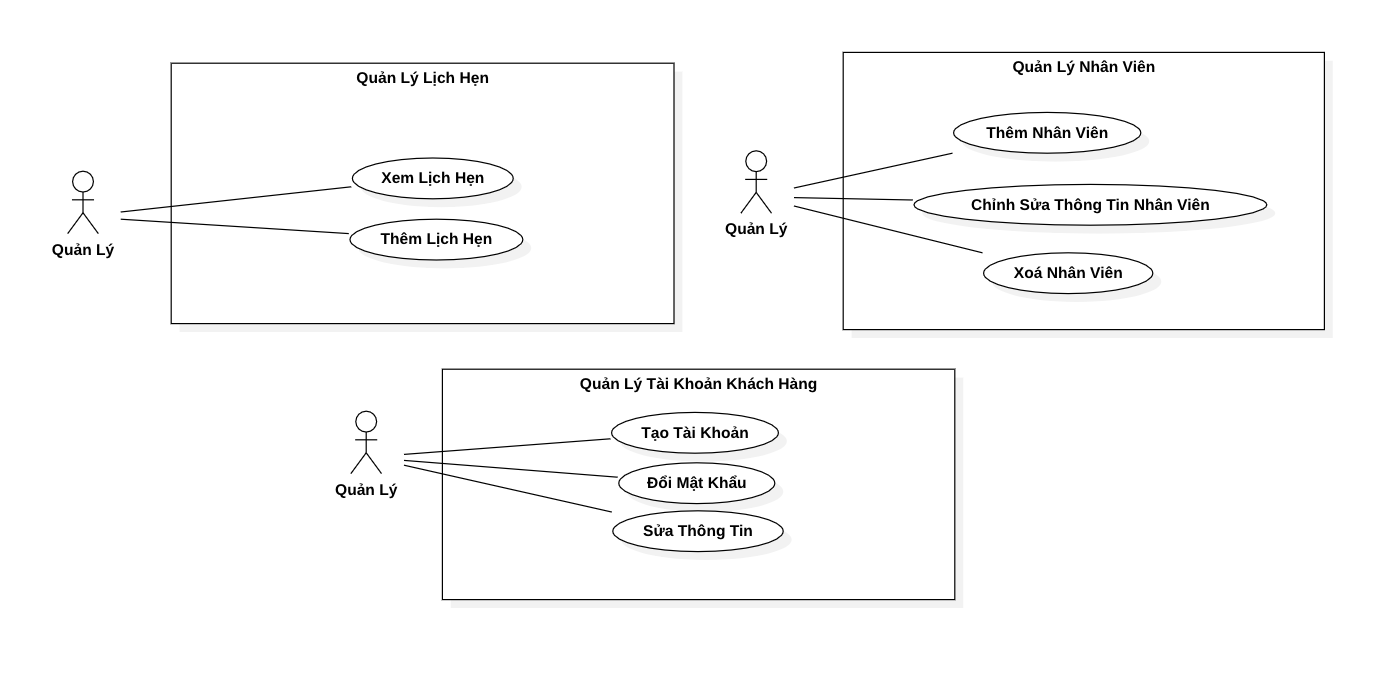 Quản Lý Lịch Hẹn
Xem Lịch Hẹn
Thêm Lịch Hẹn
Quản Lý
Quản Lý Nhân Viên
Thêm Nhân Viên
Chỉnh Sửa Thông Tin Nhân Viên
Xoá Nhân Viên
Quản Lý
Quản Lý Tài Khoản Khách Hàng
Tạo Tài Khoản
Đổi Mật Khẩu
Sửa Thông Tin
Quản Lý